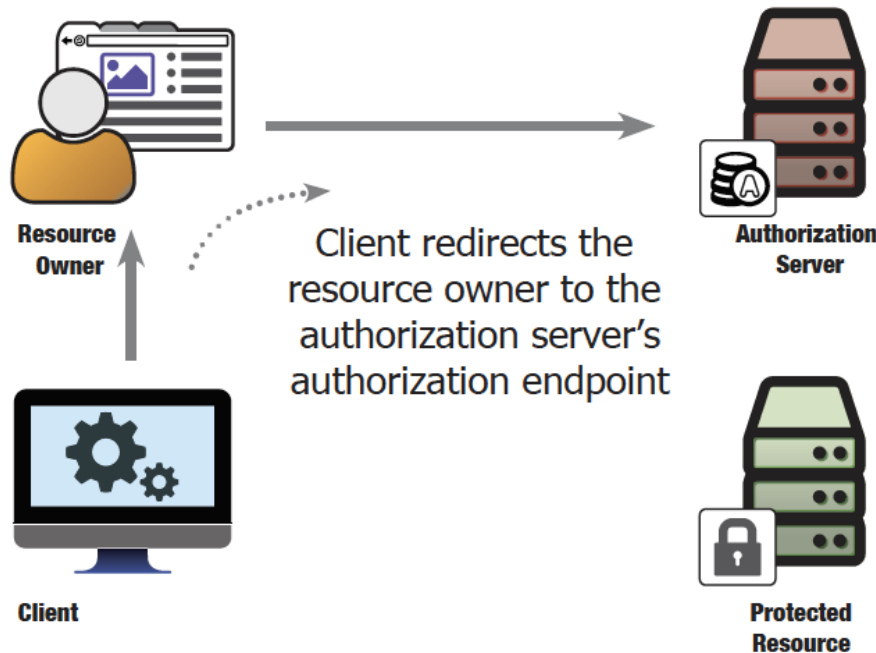 Resource
Owner
Authorization
Server
Client redirects the
resource owner to the
authorization server’s
authorization endpoint
A
Client
Protected
Resource